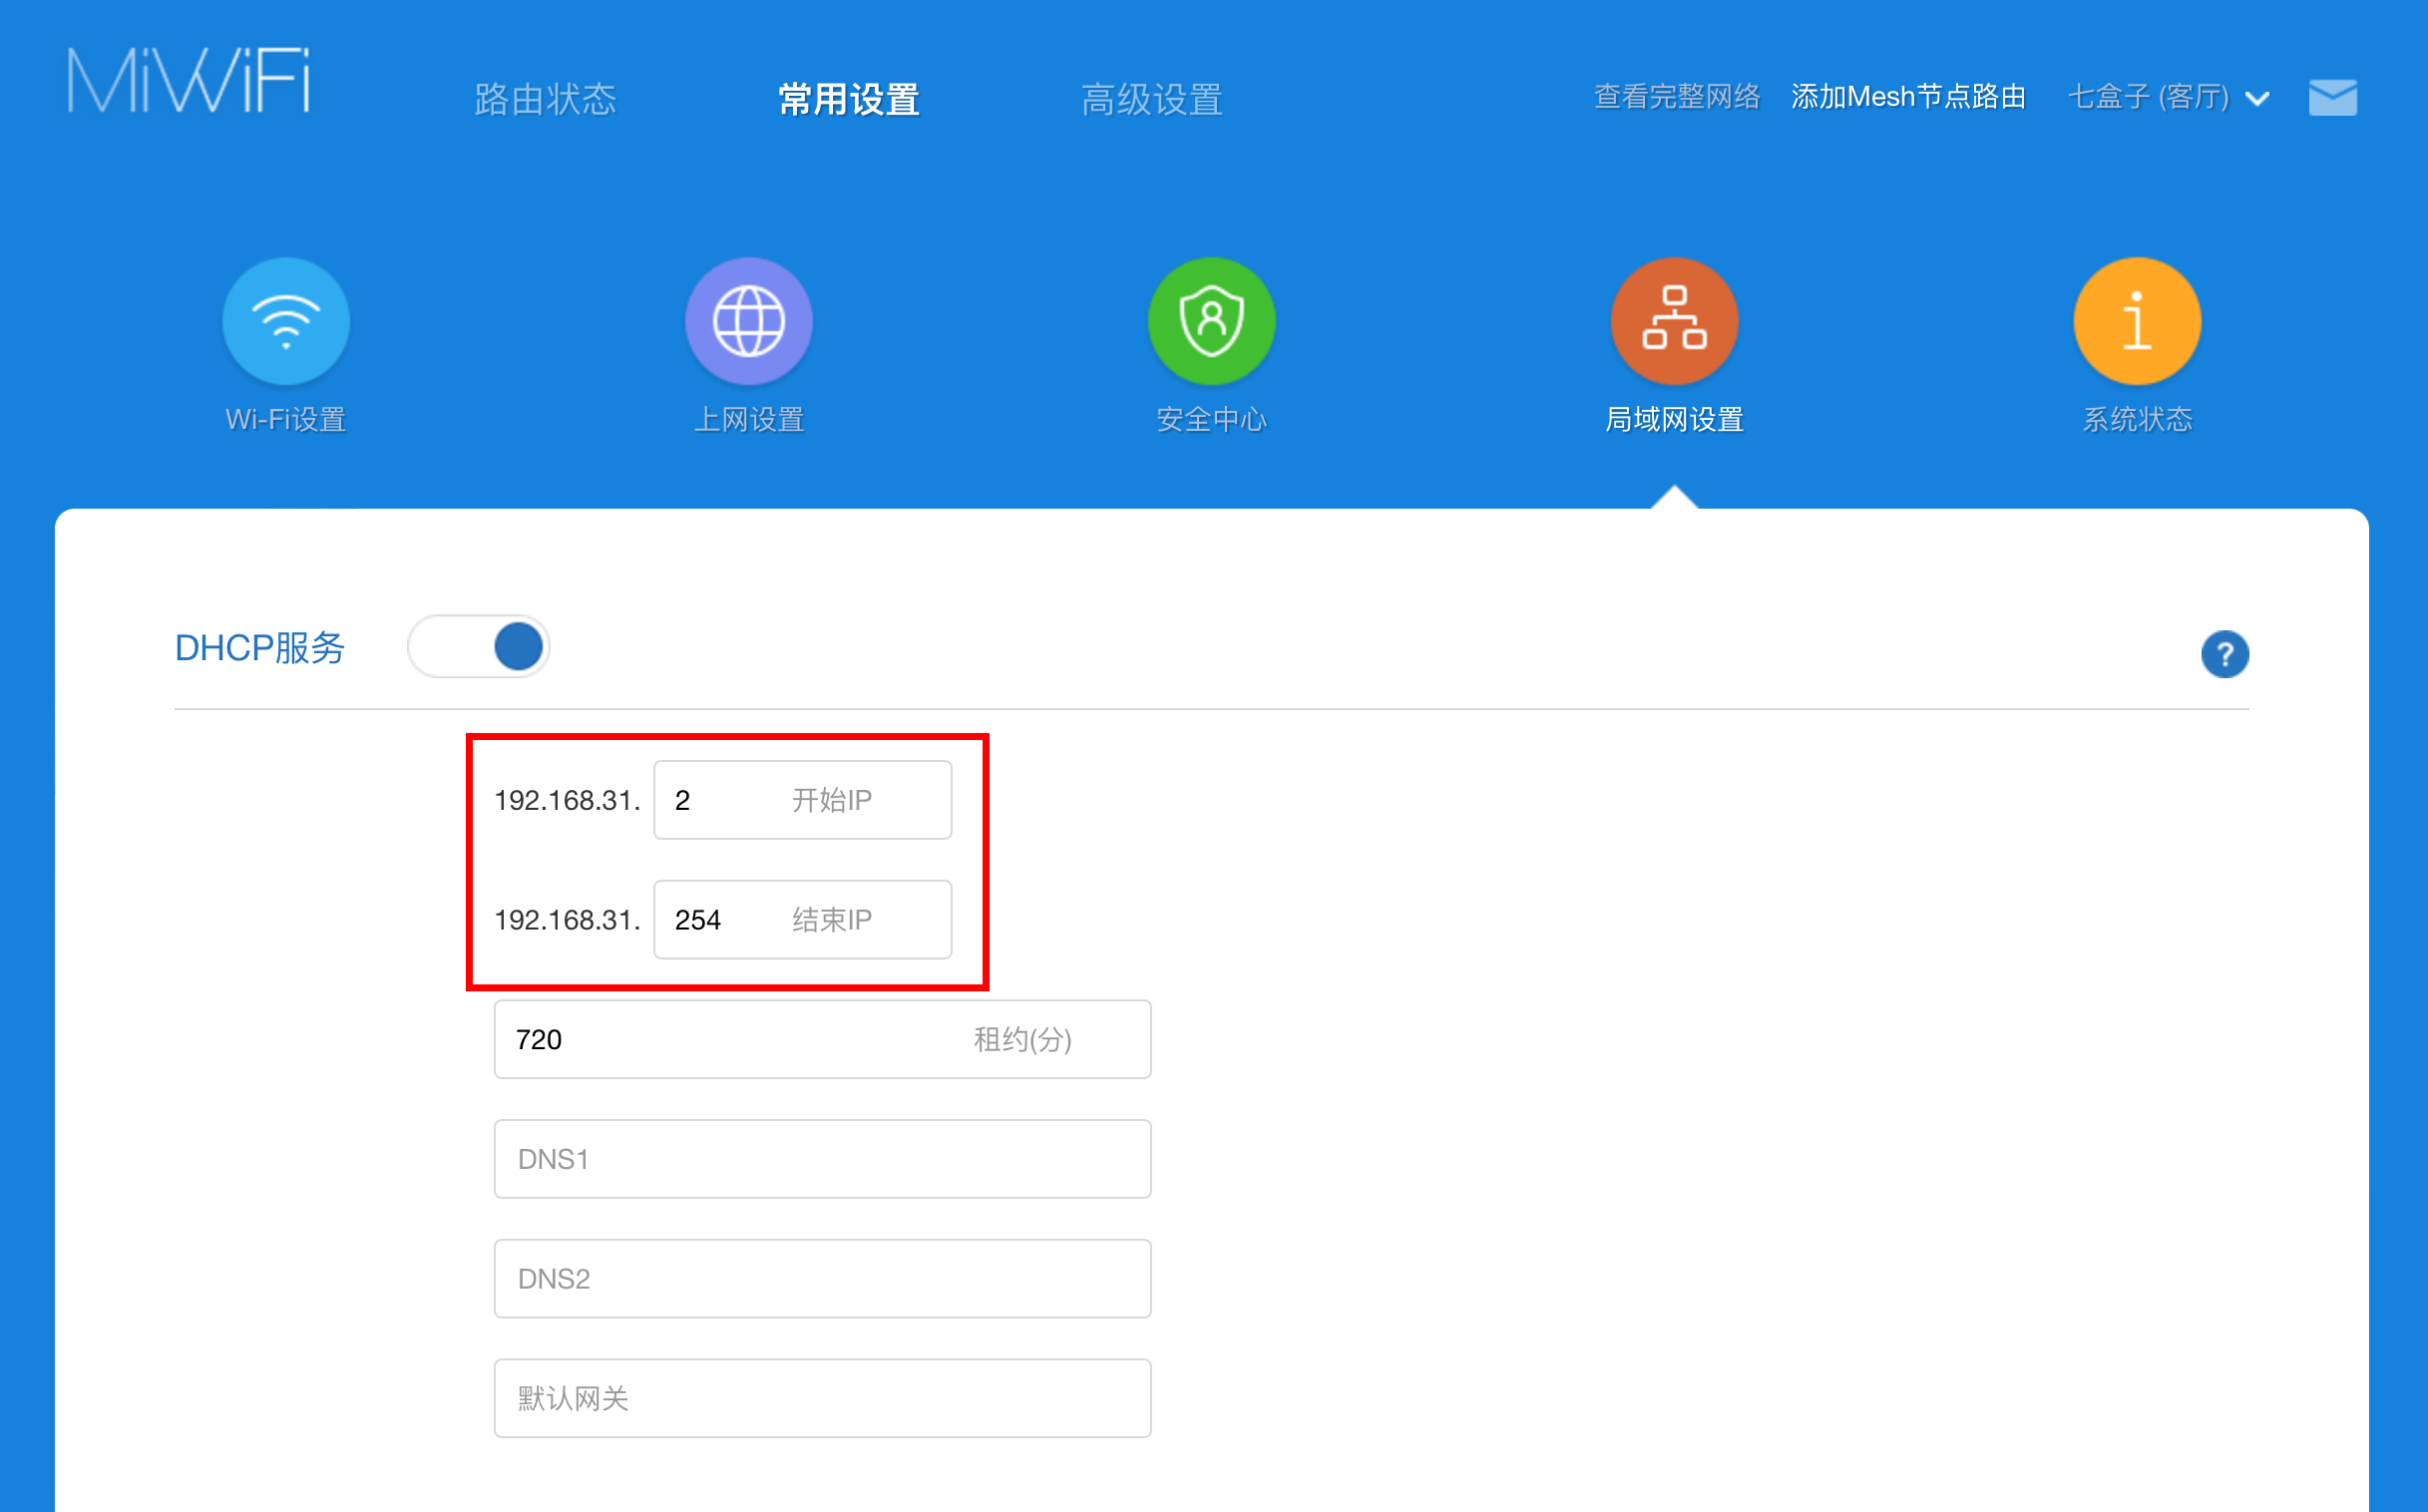 MiWiFi
路由状态 常用设置 高级设置 查看完整网络 添加Mesh节点路由 七盒子 (客厅)
Wi-Fi设置 上网设置 安全中心 局域网设置 系统状态
DHCP服务 ?
192.168.31. 2 开始IP
192.168.31. 254 结束IP
720 租约(分)
DNS1
DNS2
默认网关